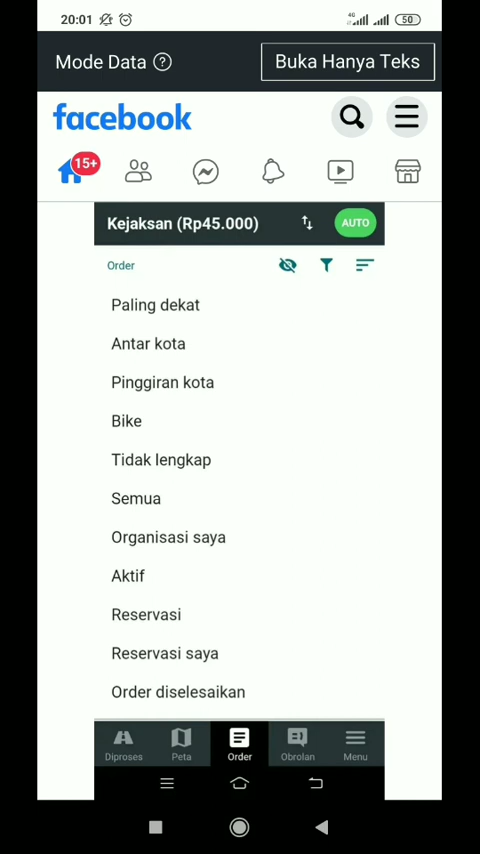 20:01
4G
50
Mode Data ?
Buka Hanya Teks
facebook
15+
Kejaksan (Rp45.000)
AUTO
Order
Paling dekat
Antar kota
Pinggiran kota
Bike
Tidak lengkap
Semua
Organisasi saya
Aktif
Reservasi
Reservasi saya
Order diselesaikan
Diproses
Peta
Order
Obrolan
Menu